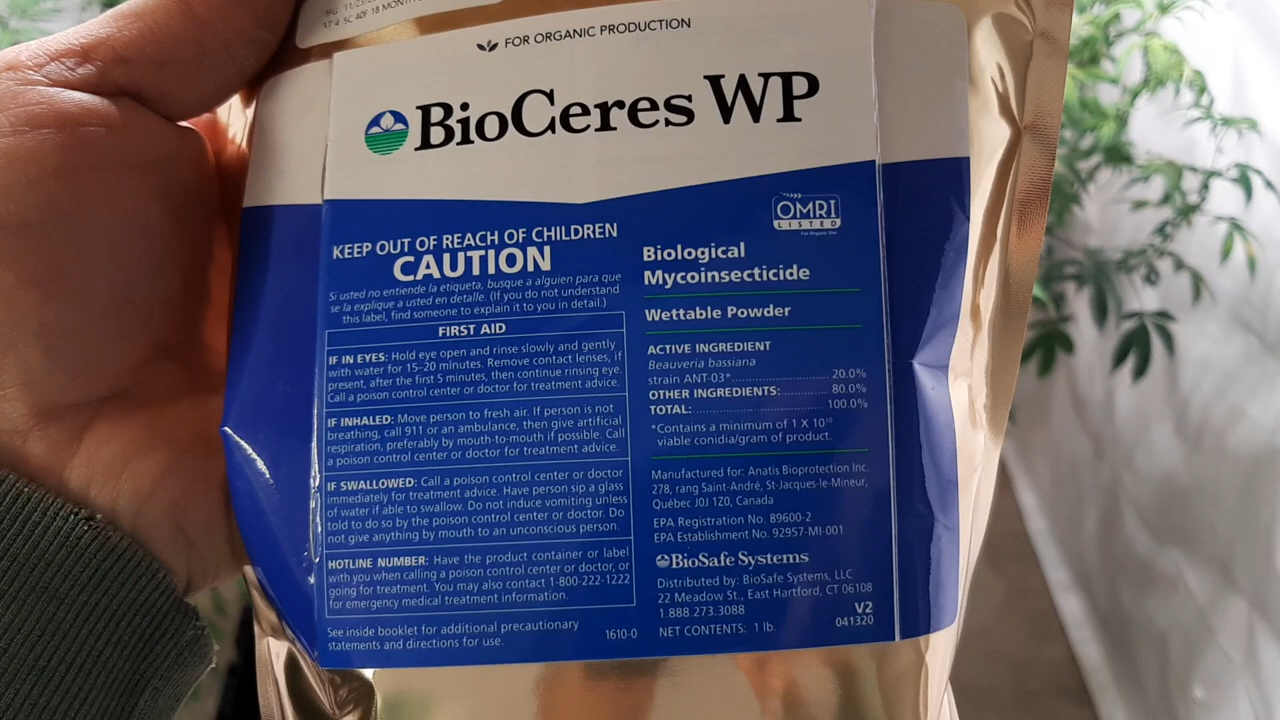 MFG 11/23/20
VT 4 SC 40F 18 MONTHS
FOR ORGANIC PRODUCTION
BioCeres WP
OMRI
LISTED
For Organic Use
KEEP OUT OF REACH OF CHILDREN
CAUTION
Si usted no entiende la etiqueta, busque a alguien para que
se la explique a usted en detalle. (If you do not understand
this label, find someone to explain it to you in detail.)
FIRST AID
IF IN EYES: Hold eye open and rinse slowly and gently
with water for 15–20 minutes. Remove contact lenses, if
present, after the first 5 minutes, then continue rinsing eye.
Call a poison control center or doctor for treatment advice.
IF INHALED: Move person to fresh air. If person is not
breathing, call 911 or an ambulance, then give artificial
respiration, preferably by mouth-to-mouth if possible. Call
a poison control center or doctor for treatment advice.
IF SWALLOWED: Call a poison control center or doctor
immediately for treatment advice. Have person sip a glass
of water if able to swallow. Do not induce vomiting unless
told to do so by the poison control center or doctor. Do
not give anything by mouth to an unconscious person.
HOTLINE NUMBER: Have the product container or label
with you when calling a poison control center or doctor, or
going for treatment. You may also contact 1-800-222-1222
for emergency medical treatment information.
See inside booklet for additional precautionary
statements and directions for use.
1610-0
Biological
Mycoinsecticide
Wettable Powder
ACTIVE INGREDIENT
Beauveria bassiana
strain ANT-03*.............................. 20.0%
OTHER INGREDIENTS:............. 80.0%
TOTAL:..................................... 100.0%
*Contains a minimum of 1 X 10¹⁰
viable conidia/gram of product.
Manufactured for: Anatis Bioprotection Inc.
278, rang Saint-André, St-Jacques-le-Mineur,
Québec J0J 1Z0, Canada
EPA Registration No. 89600-2
EPA Establishment No. 92957-MI-001
BioSafe Systems
Distributed by: BioSafe Systems, LLC
22 Meadow St., East Hartford, CT 06108
1.888.273.3088
NET CONTENTS: 1 lb.
V2
041320